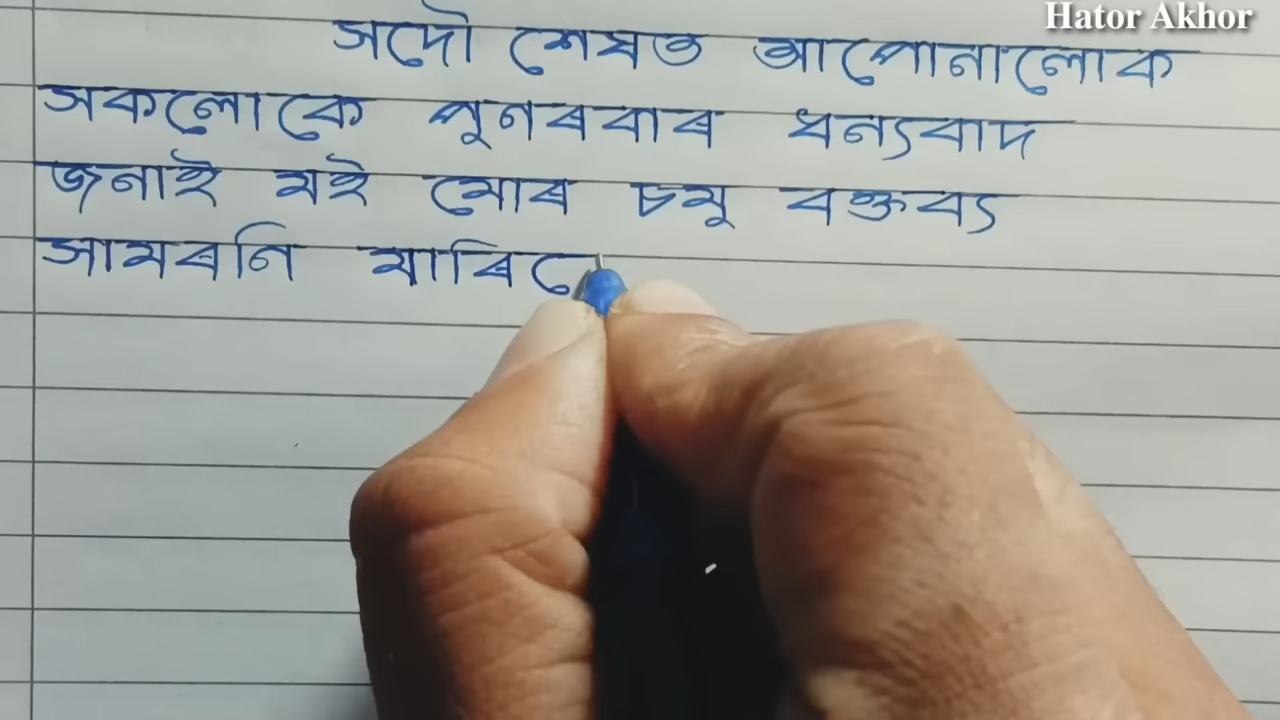 Hator Akhor
সদৌ শেষত আপোনালোক
সকলোকে পুনৰবাৰ ধন্যবাদ
জনাই মই মোৰ চমু বক্তব্য
সামৰণি মাৰি